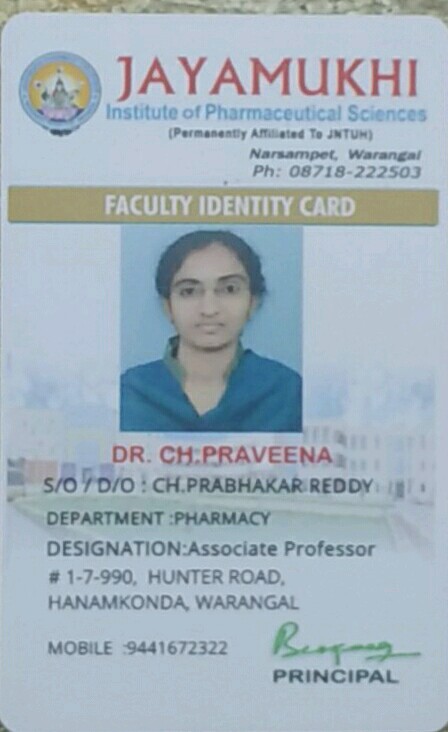 JAYAMUKHI
Institute of Pharmaceutical Sciences
(Permanently Affiliated To JNTUH)
Narsampet, Warangal
Ph: 08718-222503
FACULTY IDENTITY CARD
DR. CH.PRAVEENA
S/O / D/O : CH.PRABHAKAR REDDY
DEPARTMENT :PHARMACY
DESIGNATION:Associate Professor
# 1-7-990, HUNTER ROAD,
HANAMKONDA, WARANGAL
MOBILE :9441672322
PRINCIPAL